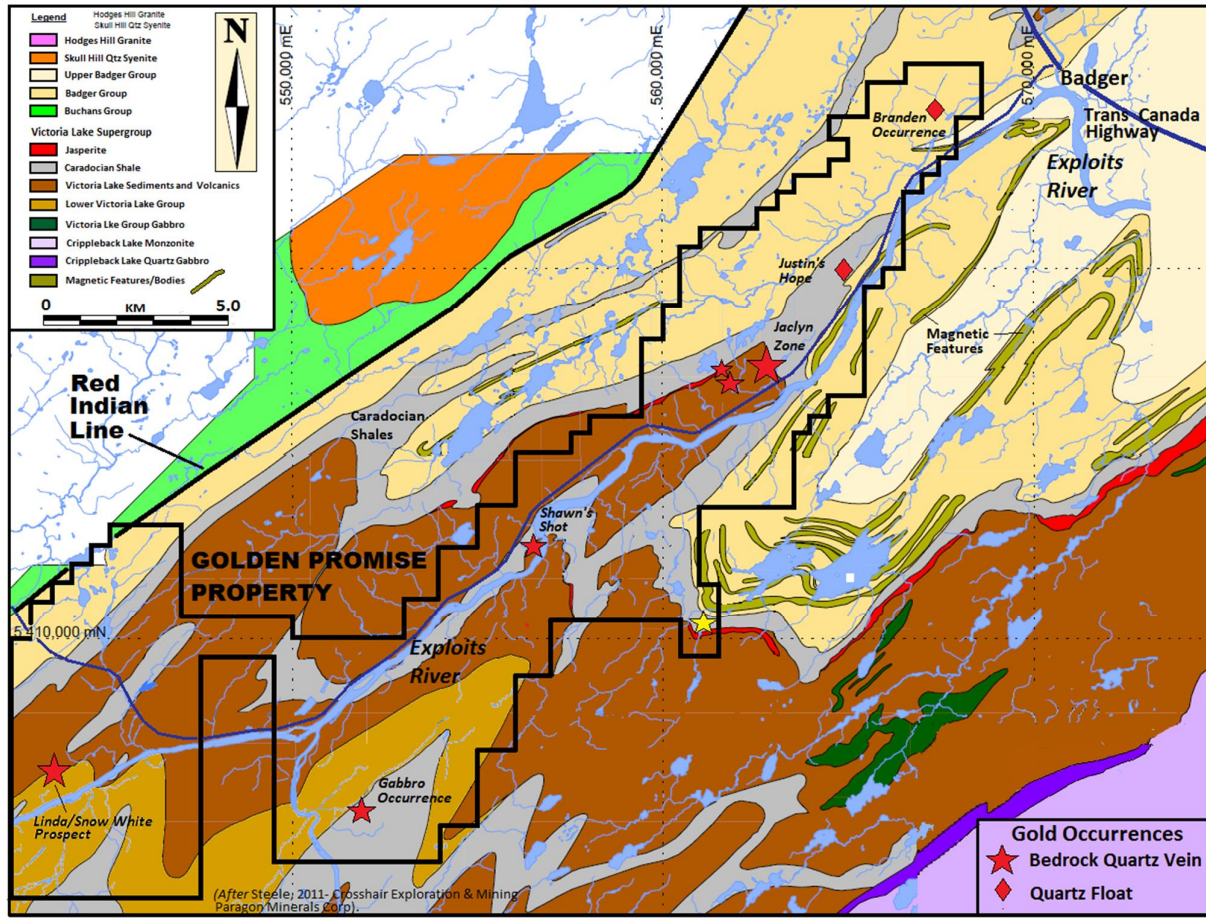 Legend
Hodges Hill Granite
Skull Hill Qtz Syenite
Hodges Hill Granite
Skull Hill Qtz Syenite
Upper Badger Group
Badger Group
Buchans Group
Victoria Lake Supergroup
Jasperite
Caradocian Shale
Victoria Lake Sediments and Volcanics
Lower Victoria Lake Group
Victoria Lke Group Gabbro
Crippleback Lake Monzonite
Crippleback Lake Quartz Gabbro
Magnetic Features/Bodies
0 KM 5.0
N
550,000 mE
560,000 mE
570,000 mE
Badger
Trans Canada
Highway
Exploits
River
Branden
Occurrence
Justin's
Hope
Jaclyn
Zone
Magnetic
Features
Red
Indian
Line
Caradocian
Shales
Shawn's
Shot
GOLDEN PROMISE
PROPERTY
5,410,000 mN
Exploits
River
Gabbro
Occurrence
Linda/Snow White
Prospect
(After Steele, 2011- Crosshair Exploration & Mining
Paragon Minerals Corp).
Gold Occurrences
Bedrock Quartz Vein
Quartz Float